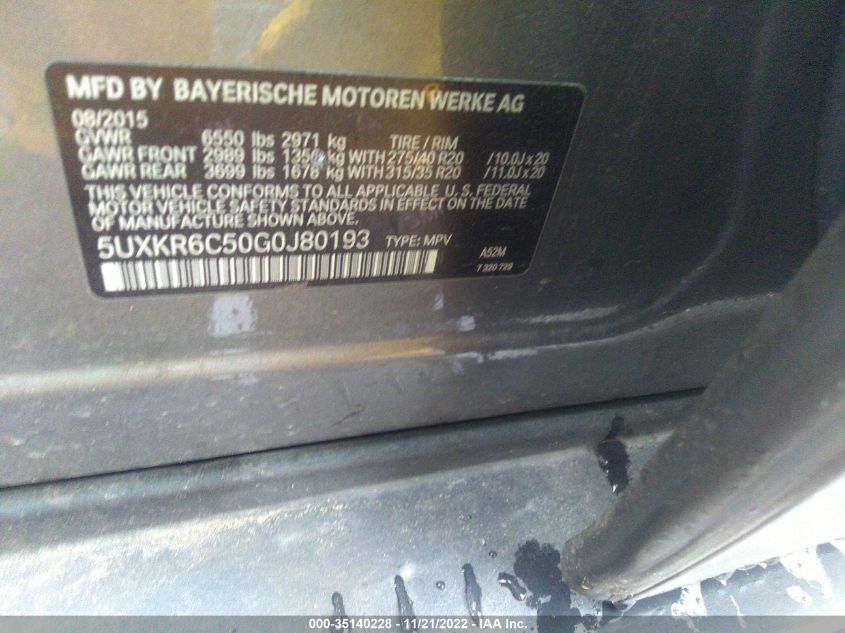 MFD BY BAYERISCHE MOTOREN WERKE AG
08/2015
GVWR 6550 lbs 2971 kg TIRE / RIM
GAWR FRONT 2989 lbs 1356 kg WITH 275/40 R20 /10.0J x 20
GAWR REAR 3699 lbs 1678 kg WITH 315/35 R20 /11.0J x 20
THIS VEHICLE CONFORMS TO ALL APPLICABLE U. S. FEDERAL
MOTOR VEHICLE SAFETY STANDARDS IN EFFECT ON THE DATE
OF MANUFACTURE SHOWN ABOVE.
5UXKR6C50G0J80193 TYPE: MPV A52M
7 320 729
000-35140228 - 11/21/2022 - IAA Inc.